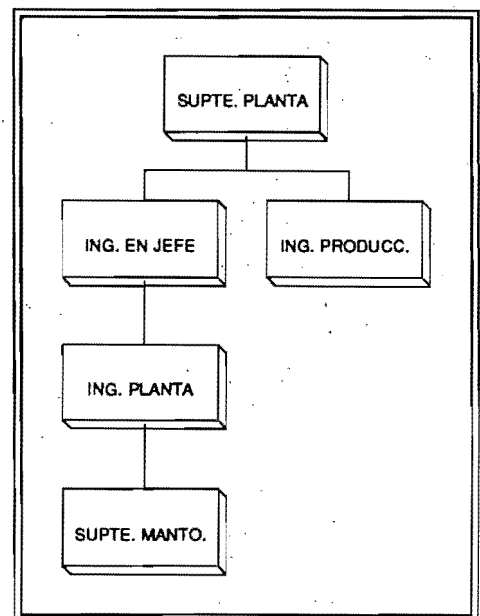 SUPTE. PLANTA
ING. EN JEFE
ING. PRODUCC.
ING. PLANTA
SUPTE. MANTO.